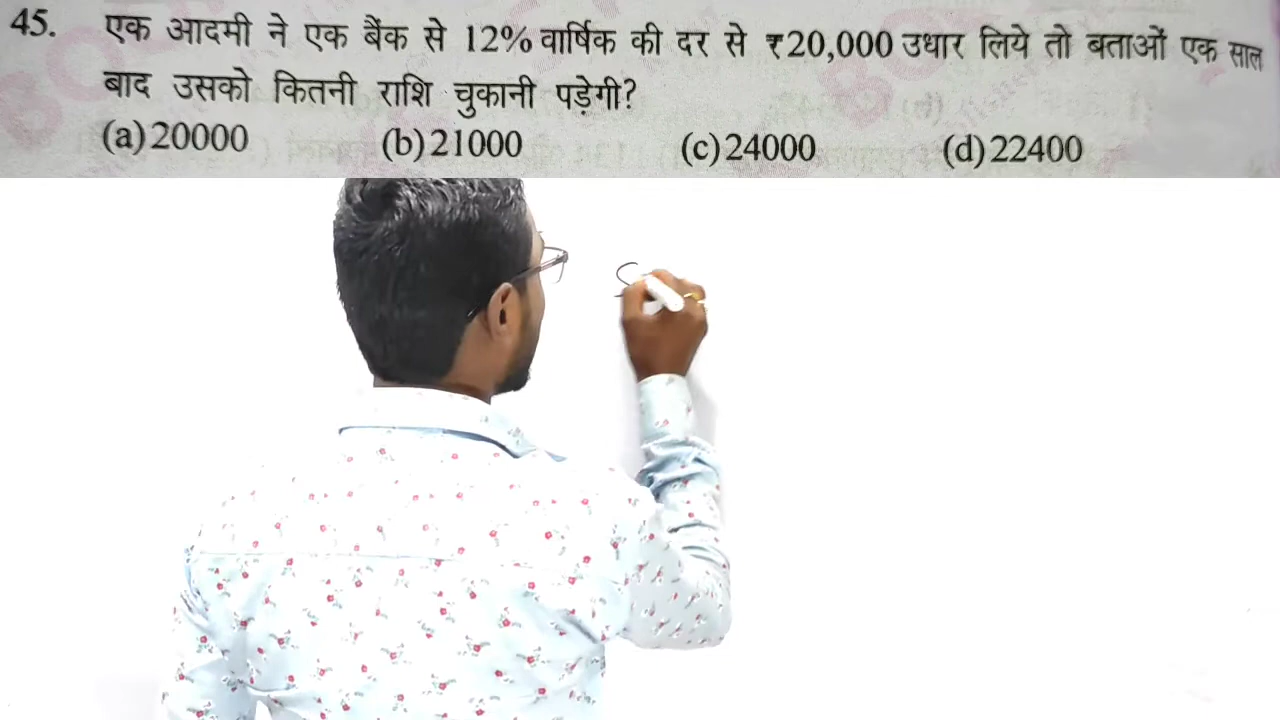 45. एक आदमी ने एक बैंक से 12% वार्षिक की दर से ₹20,000 उधार लिये तो बताओं एक साल
बाद उसको कितनी राशि चुकानी पड़ेगी?
(a) 20000 (b) 21000 (c) 24000 (d) 22400